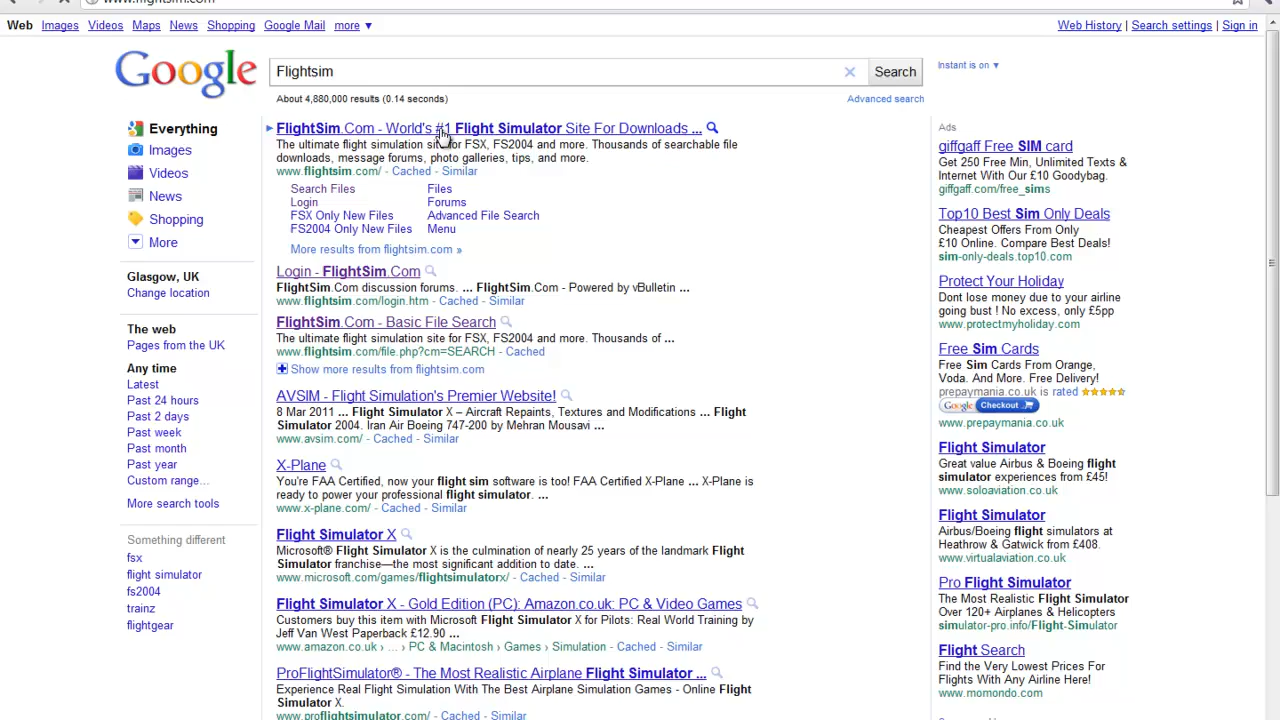 www.flightsim.com
Web Images Videos Maps News Shopping Google Mail more ▼
Web History | Search settings | Sign in
Google
Flightsim
Search
Instant is on ▼
About 4,880,000 results (0.14 seconds)
Advanced search
Everything
Images
Videos
News
Shopping
More
Glasgow, UK
Change location
The web
Pages from the UK
Any time
Latest
Past 24 hours
Past 2 days
Past week
Past month
Past year
Custom range...
More search tools
Something different
fsx
flight simulator
fs2004
trainz
flightgear
FlightSim.Com - World's #1 Flight Simulator Site For Downloads ...
The ultimate flight simulation site for FSX, FS2004 and more. Thousands of searchable file
downloads, message forums, photo galleries, tips, and more.
www.flightsim.com/ - Cached - Similar
Search Files Files
Login Forums
FSX Only New Files Advanced File Search
FS2004 Only New Files Menu
More results from flightsim.com »
Login - FlightSim.Com
FlightSim.Com discussion forums. ... FlightSim.Com - Powered by vBulletin ...
www.flightsim.com/login.htm - Cached - Similar
FlightSim.Com - Basic File Search
The ultimate flight simulation site for FSX, FS2004 and more. Thousands of ...
www.flightsim.com/file.php?cm=SEARCH - Cached
Show more results from flightsim.com
AVSIM - Flight Simulation's Premier Website!
8 Mar 2011 ... Flight Simulator X – Aircraft Repaints, Textures and Modifications ... Flight
Simulator 2004. Iran Air Boeing 747-200 by Mehran Mousavi ...
www.avsim.com/ - Cached - Similar
X-Plane
You're FAA Certified, now your flight sim software is too! FAA Certified X-Plane ... X-Plane is
ready to power your professional flight simulator. ...
www.x-plane.com/ - Cached - Similar
Flight Simulator X
Microsoft® Flight Simulator X is the culmination of nearly 25 years of the landmark Flight
Simulator franchise—the most significant addition to date. ...
www.microsoft.com/games/flightsimulatorx/ - Cached - Similar
Flight Simulator X - Gold Edition (PC): Amazon.co.uk: PC & Video Games
Customers buy this item with Microsoft Flight Simulator X for Pilots: Real World Training by
Jeff Van West Paperback £12.90 ...
www.amazon.co.uk › ... › PC & Macintosh › Games › Simulation - Cached - Similar
ProFlightSimulator® - The Most Realistic Airplane Flight Simulator ...
Experience Real Flight Simulation With The Best Airplane Simulation Games - Online Flight
Simulator X.
www.proflightsimulator.com/ - Cached - Similar
Ads
giffgaff Free SIM card
Get 250 Free Min, Unlimited Texts &
Internet With Our £10 Goodybag.
giffgaff.com/free_sims
Top10 Best Sim Only Deals
Cheapest Offers From Only
£10 Online. Compare Best Deals!
sim-only-deals.top10.com
Protect Your Holiday
Dont lose money due to your airline
going bust ! No excess, only £5pp
www.protectmyholiday.com
Free Sim Cards
Free Sim Cards From Orange,
Voda. And More. Free Delivery!
prepaymania.co.uk is rated
Google Checkout
www.prepaymania.co.uk
Flight Simulator
Great value Airbus & Boeing flight
simulator experiences from £45!
www.soloaviation.co.uk
Flight Simulator
Airbus/Boeing flight simulators at
Heathrow & Gatwick from £408.
www.virtualaviation.co.uk
Pro Flight Simulator
The Most Realistic Flight Simulator
Over 120+ Airplanes & Helicopters
simulator-pro.info/Flight-Simulator
Flight Search
Find the Very Lowest Prices For
Flights With Any Airline Here!
www.momondo.com